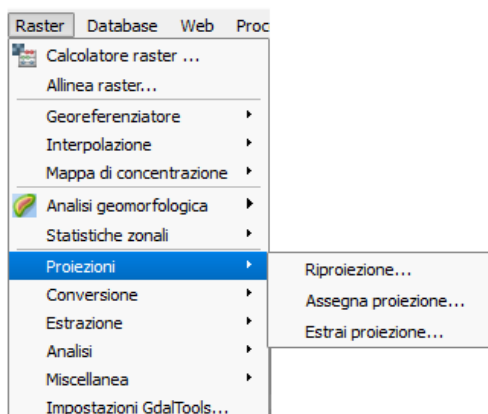 Raster Database Web Proc
Calcolatore raster ...
Allinea raster...
Georeferenziatore
Interpolazione
Mappa di concentrazione
Analisi geomorfologica
Statistiche zonali
Proiezioni
Riproiezione...
Conversione
Assegna proiezione...
Estrazione
Estrai proiezione...
Analisi
Miscellanea
Impostazioni GdalTools...